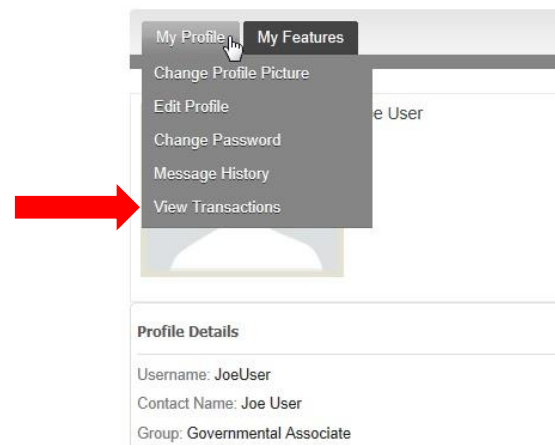 My Profile My Features
Change Profile Picture
e User
Edit Profile
Change Password
Message History
View Transactions
Profile Details
Username: JoeUser
Contact Name: Joe User
Group: Governmental Associate